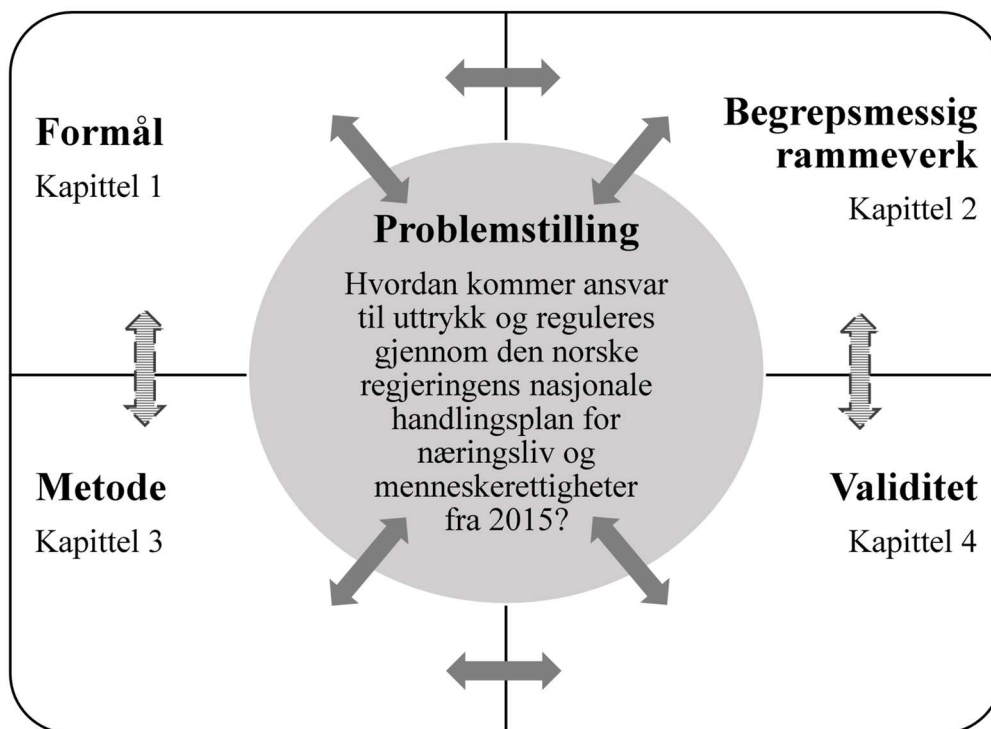 Formål
Kapittel 1
Begrepsmessig
rammeverk
Kapittel 2
Problemstilling
Hvordan kommer ansvar
til uttrykk og reguleres
gjennom den norske
regjeringens nasjonale
handlingsplan for
næringsliv og
menneskerettigheter
fra 2015?
Metode
Kapittel 3
Validitet
Kapittel 4